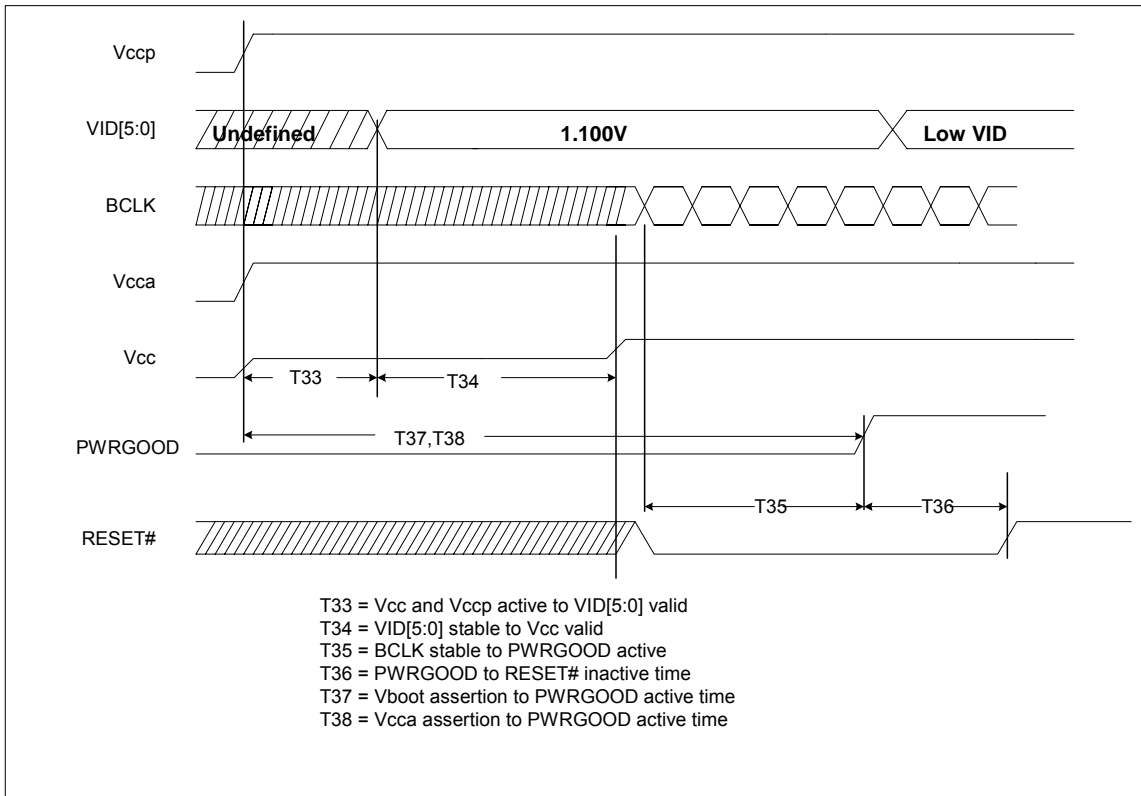 Vccp
VID[5:0]
Undefined
1.100V
Low VID
BCLK
Vcca
Vcc
T33
T34
T37,T38
PWRGOOD
T35
T36
RESET#
T33 = Vcc and Vccp active to VID[5:0] valid
T34 = VID[5:0] stable to Vcc valid
T35 = BCLK stable to PWRGOOD active
T36 = PWRGOOD to RESET# inactive time
T37 = Vboot assertion to PWRGOOD active time
T38 = Vcca assertion to PWRGOOD active time